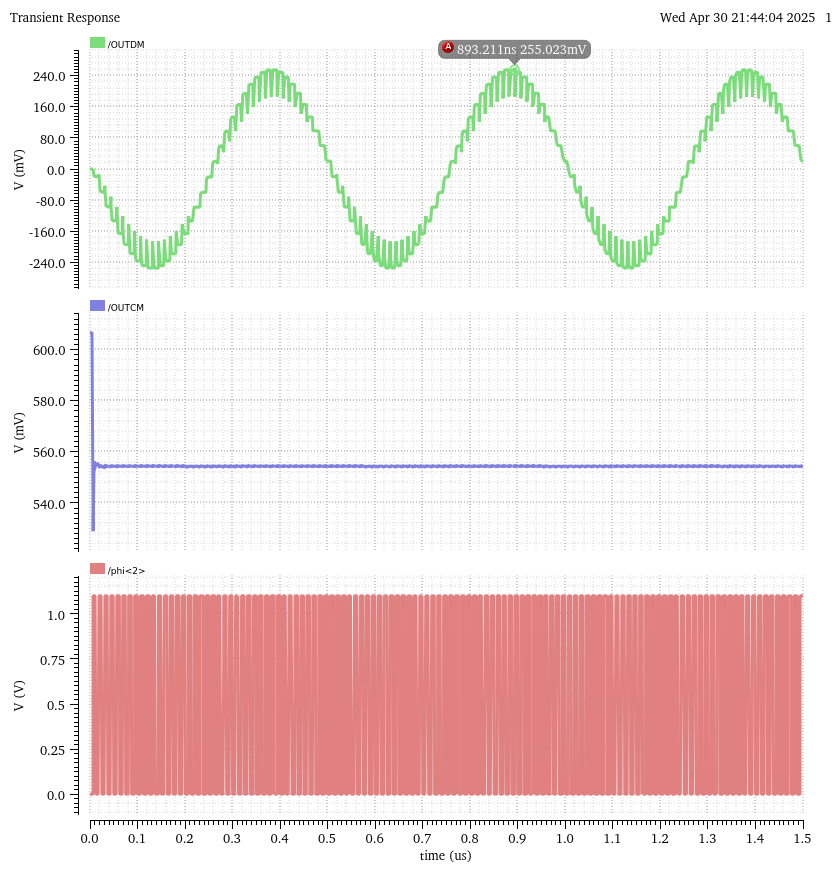 Transient Response
Wed Apr 30 21:44:04 2025 1
/OUTDM
A 893.211ns 255.023mV
240.0
160.0
80.0
0.0
-80.0
-160.0
-240.0
V (mV)
/OUTCM
600.0
580.0
560.0
540.0
V (mV)
/phi<2>
1.0
0.75
0.5
0.25
0.0
V (V)
0.0 0.1 0.2 0.3 0.4 0.5 0.6 0.7 0.8 0.9 1.0 1.1 1.2 1.3 1.4 1.5
time (us)